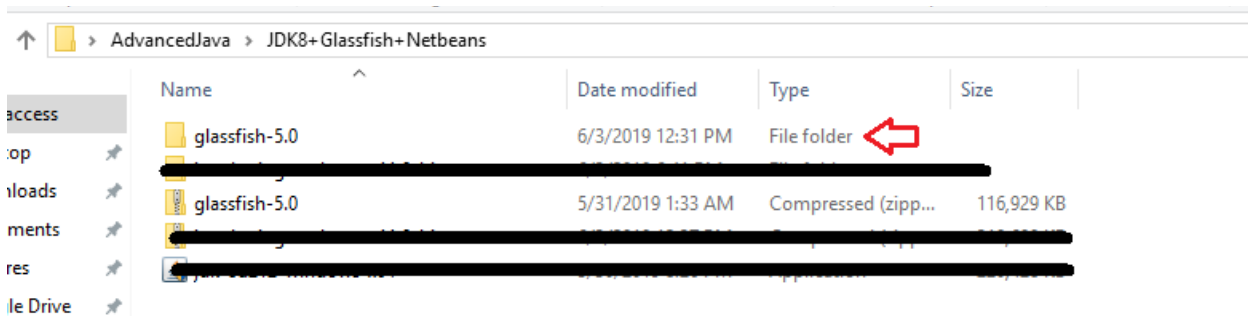 AdvancedJava > JDK8+Glassfish+Netbeans
Name Date modified Type Size
access
glassfish-5.0 6/3/2019 12:31 PM File folder
top
nloads
glassfish-5.0 5/31/2019 1:33 AM Compressed (zipp... 116,929 KB
ments
res
le Drive